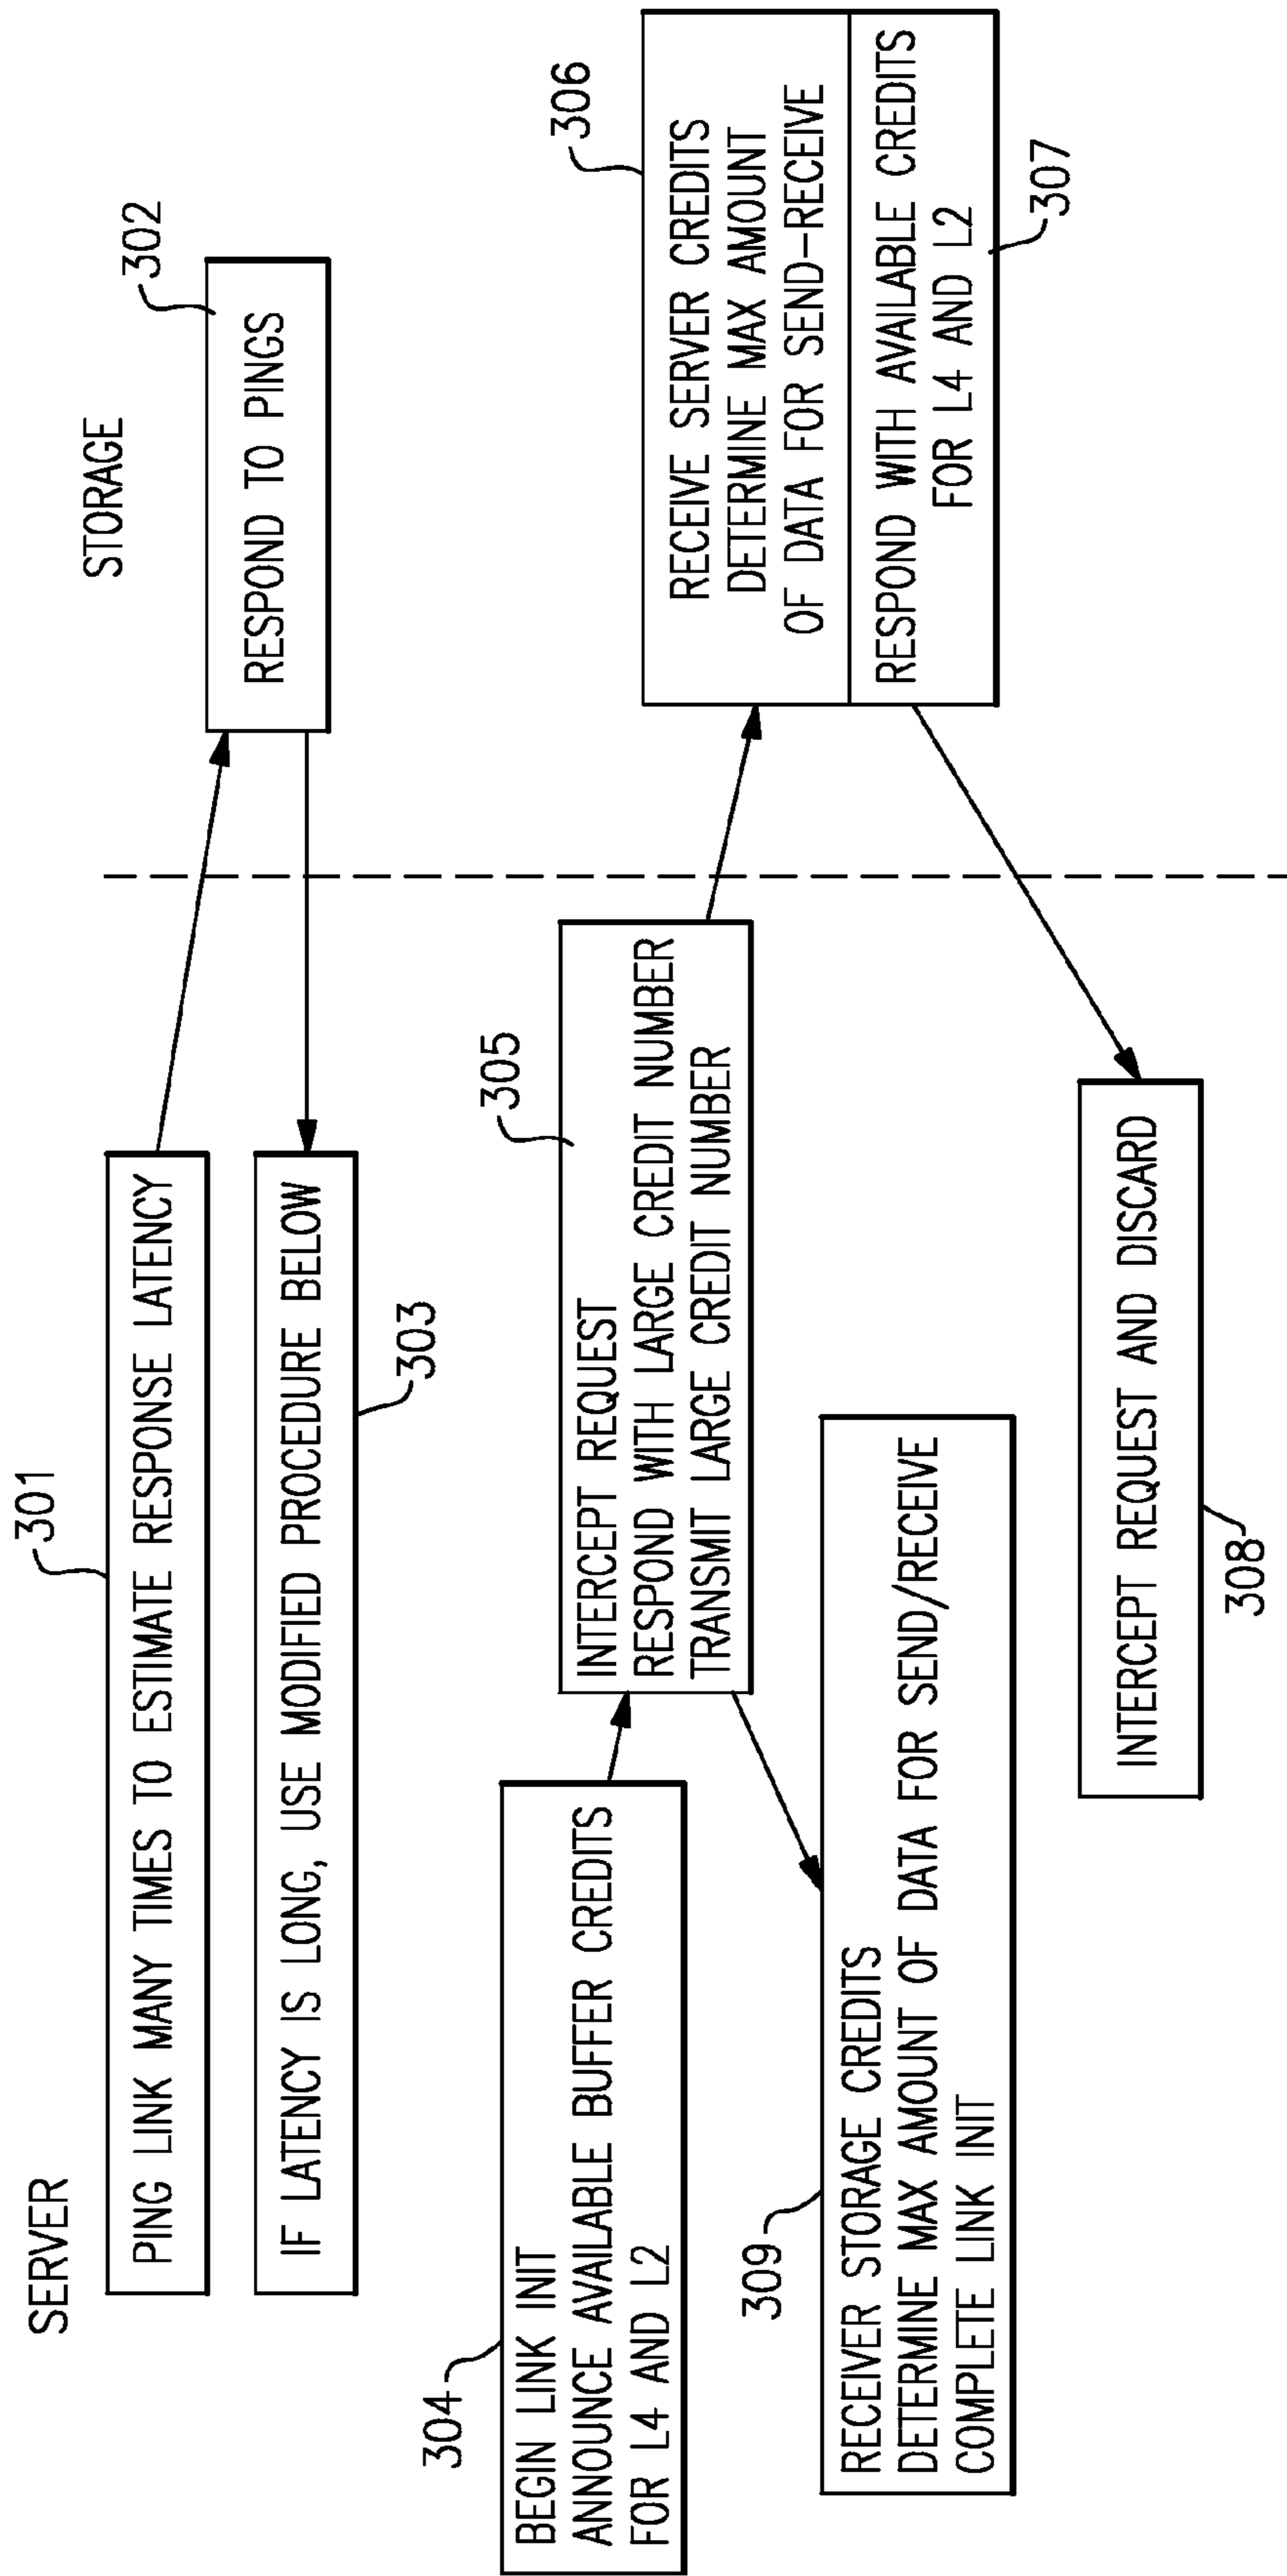 SERVER
STORAGE
301
PING LINK MANY TIMES TO ESTIMATE RESPONSE LATENCY
302
RESPOND TO PINGS
IF LATENCY IS LONG, USE MODIFIED PROCEDURE BELOW
303
304
BEGIN LINK INIT
ANNOUNCE AVAILABLE BUFFER CREDITS
FOR L4 AND L2
305
INTERCEPT REQUEST
RESPOND WITH LARGE CREDIT NUMBER
TRANSMIT LARGE CREDIT NUMBER
306
RECEIVE SERVER CREDITS
DETERMINE MAX AMOUNT
OF DATA FOR SEND-RECEIVE
RESPOND WITH AVAILABLE CREDITS
FOR L4 AND L2
307
309
RECEIVER STORAGE CREDITS
DETERMINE MAX AMOUNT OF DATA FOR SEND/RECEIVE
COMPLETE LINK INIT
INTERCEPT REQUEST AND DISCARD
308